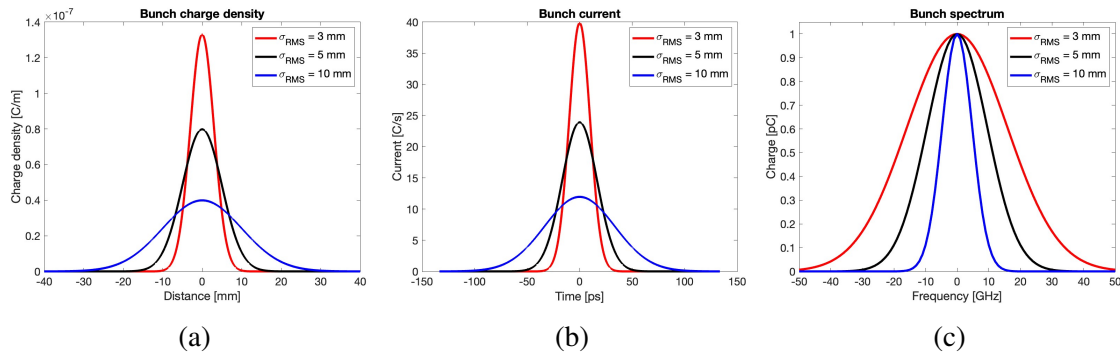 Bunch charge density
×10⁻⁷
1.4
1.2
1
0.8
0.6
0.4
0.2
0
Charge density [C/m]
-40 -30 -20 -10 0 10 20 30 40
Distance [mm]
σRMS = 3 mm
σRMS = 5 mm
σRMS = 10 mm
(a)
Bunch current
40
35
30
25
20
15
10
5
0
Current [C/s]
-150 -100 -50 0 50 100 150
Time [ps]
σRMS = 3 mm
σRMS = 5 mm
σRMS = 10 mm
(b)
Bunch spectrum
1
0.9
0.8
0.7
0.6
0.5
0.4
0.3
0.2
0.1
0
Charge [pC]
-50 -40 -30 -20 -10 0 10 20 30 40 50
Frequency [GHz]
σRMS = 3 mm
σRMS = 5 mm
σRMS = 10 mm
(c)